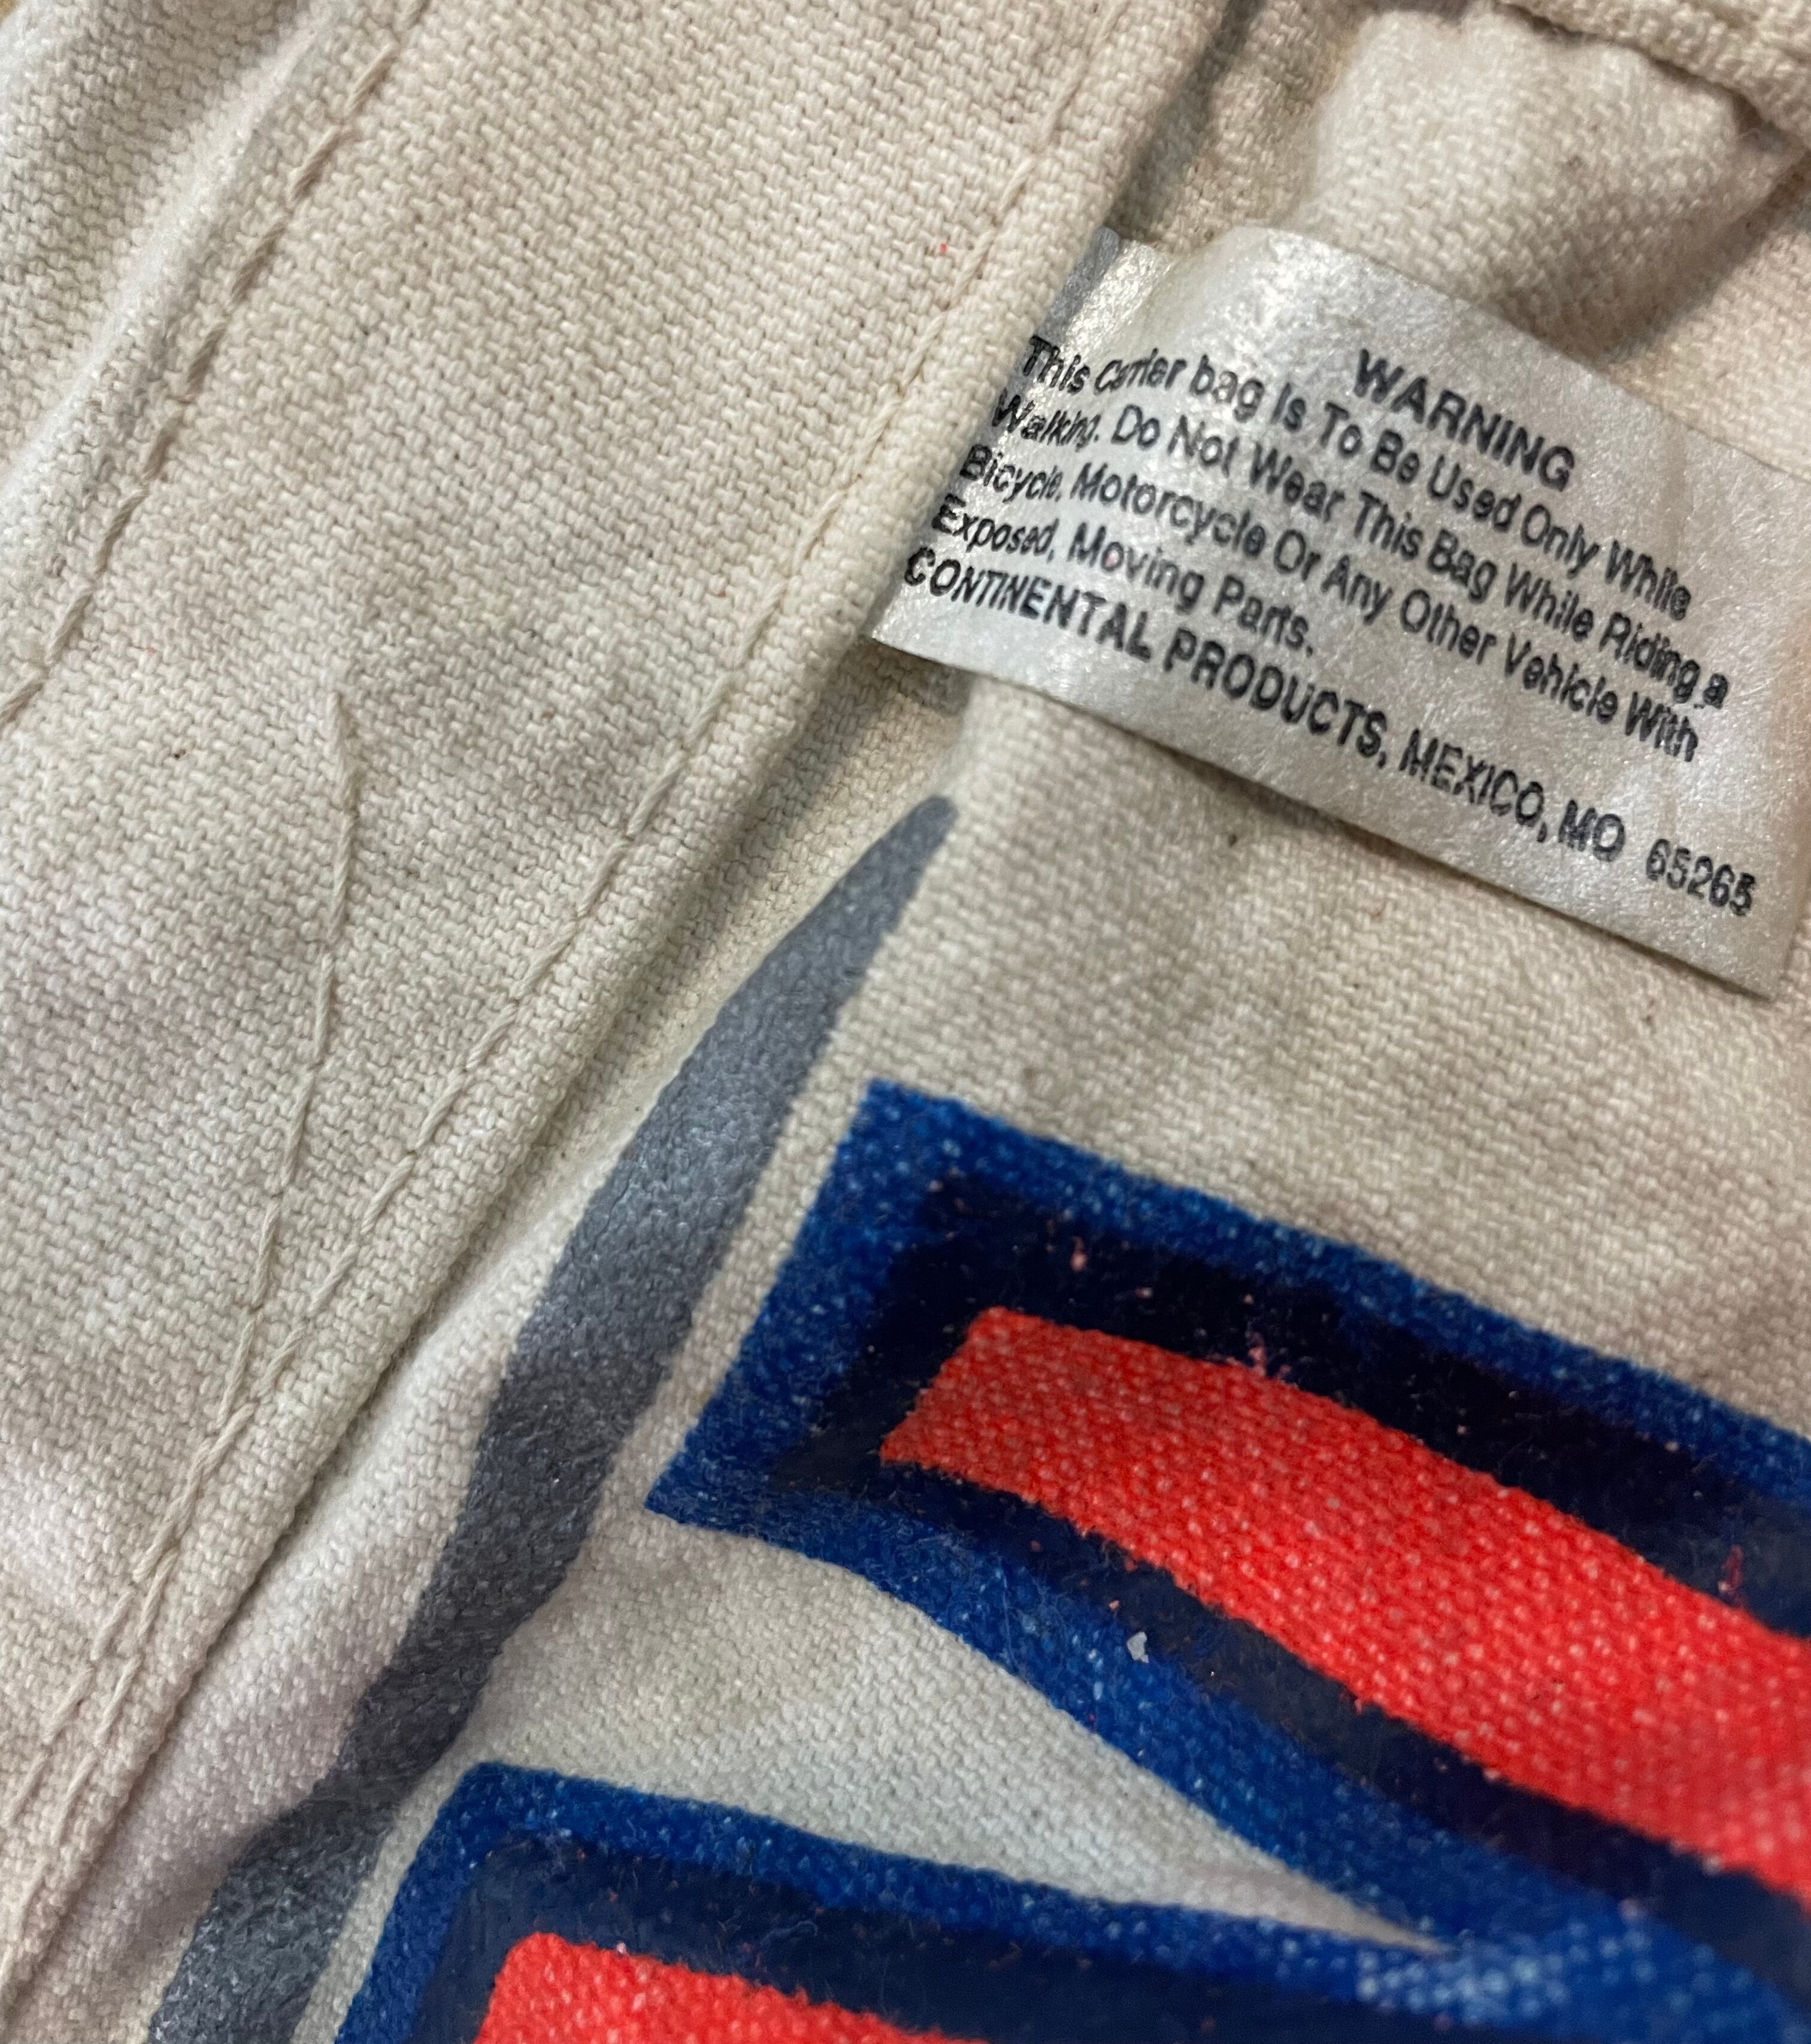 WARNING
This Carrier bag Is To Be Used Only While
Walking. Do Not Wear This Bag While Riding a
Bicycle, Motorcycle Or Any Other Vehicle With
Exposed, Moving Parts.
CONTINENTAL PRODUCTS, MEXICO, MO 65265